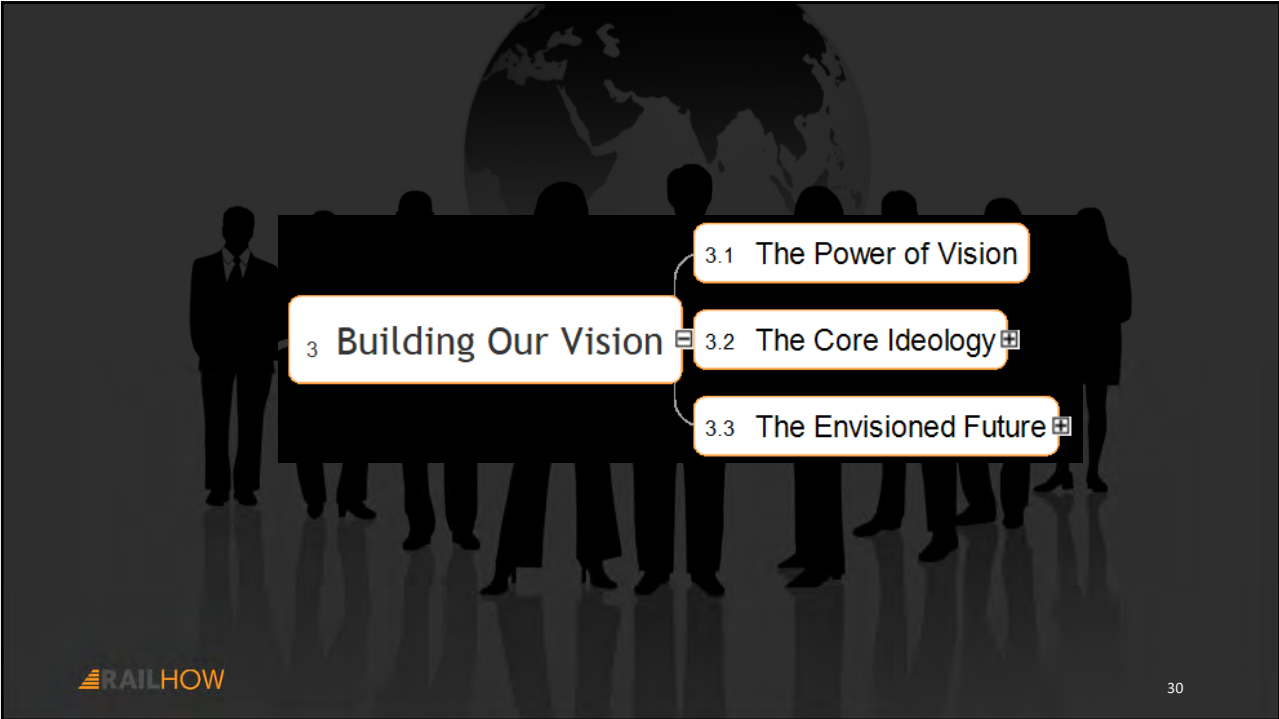 3 Building Our Vision
3.1 The Power of Vision
3.2 The Core Ideology
3.3 The Envisioned Future
RAILHOW
30